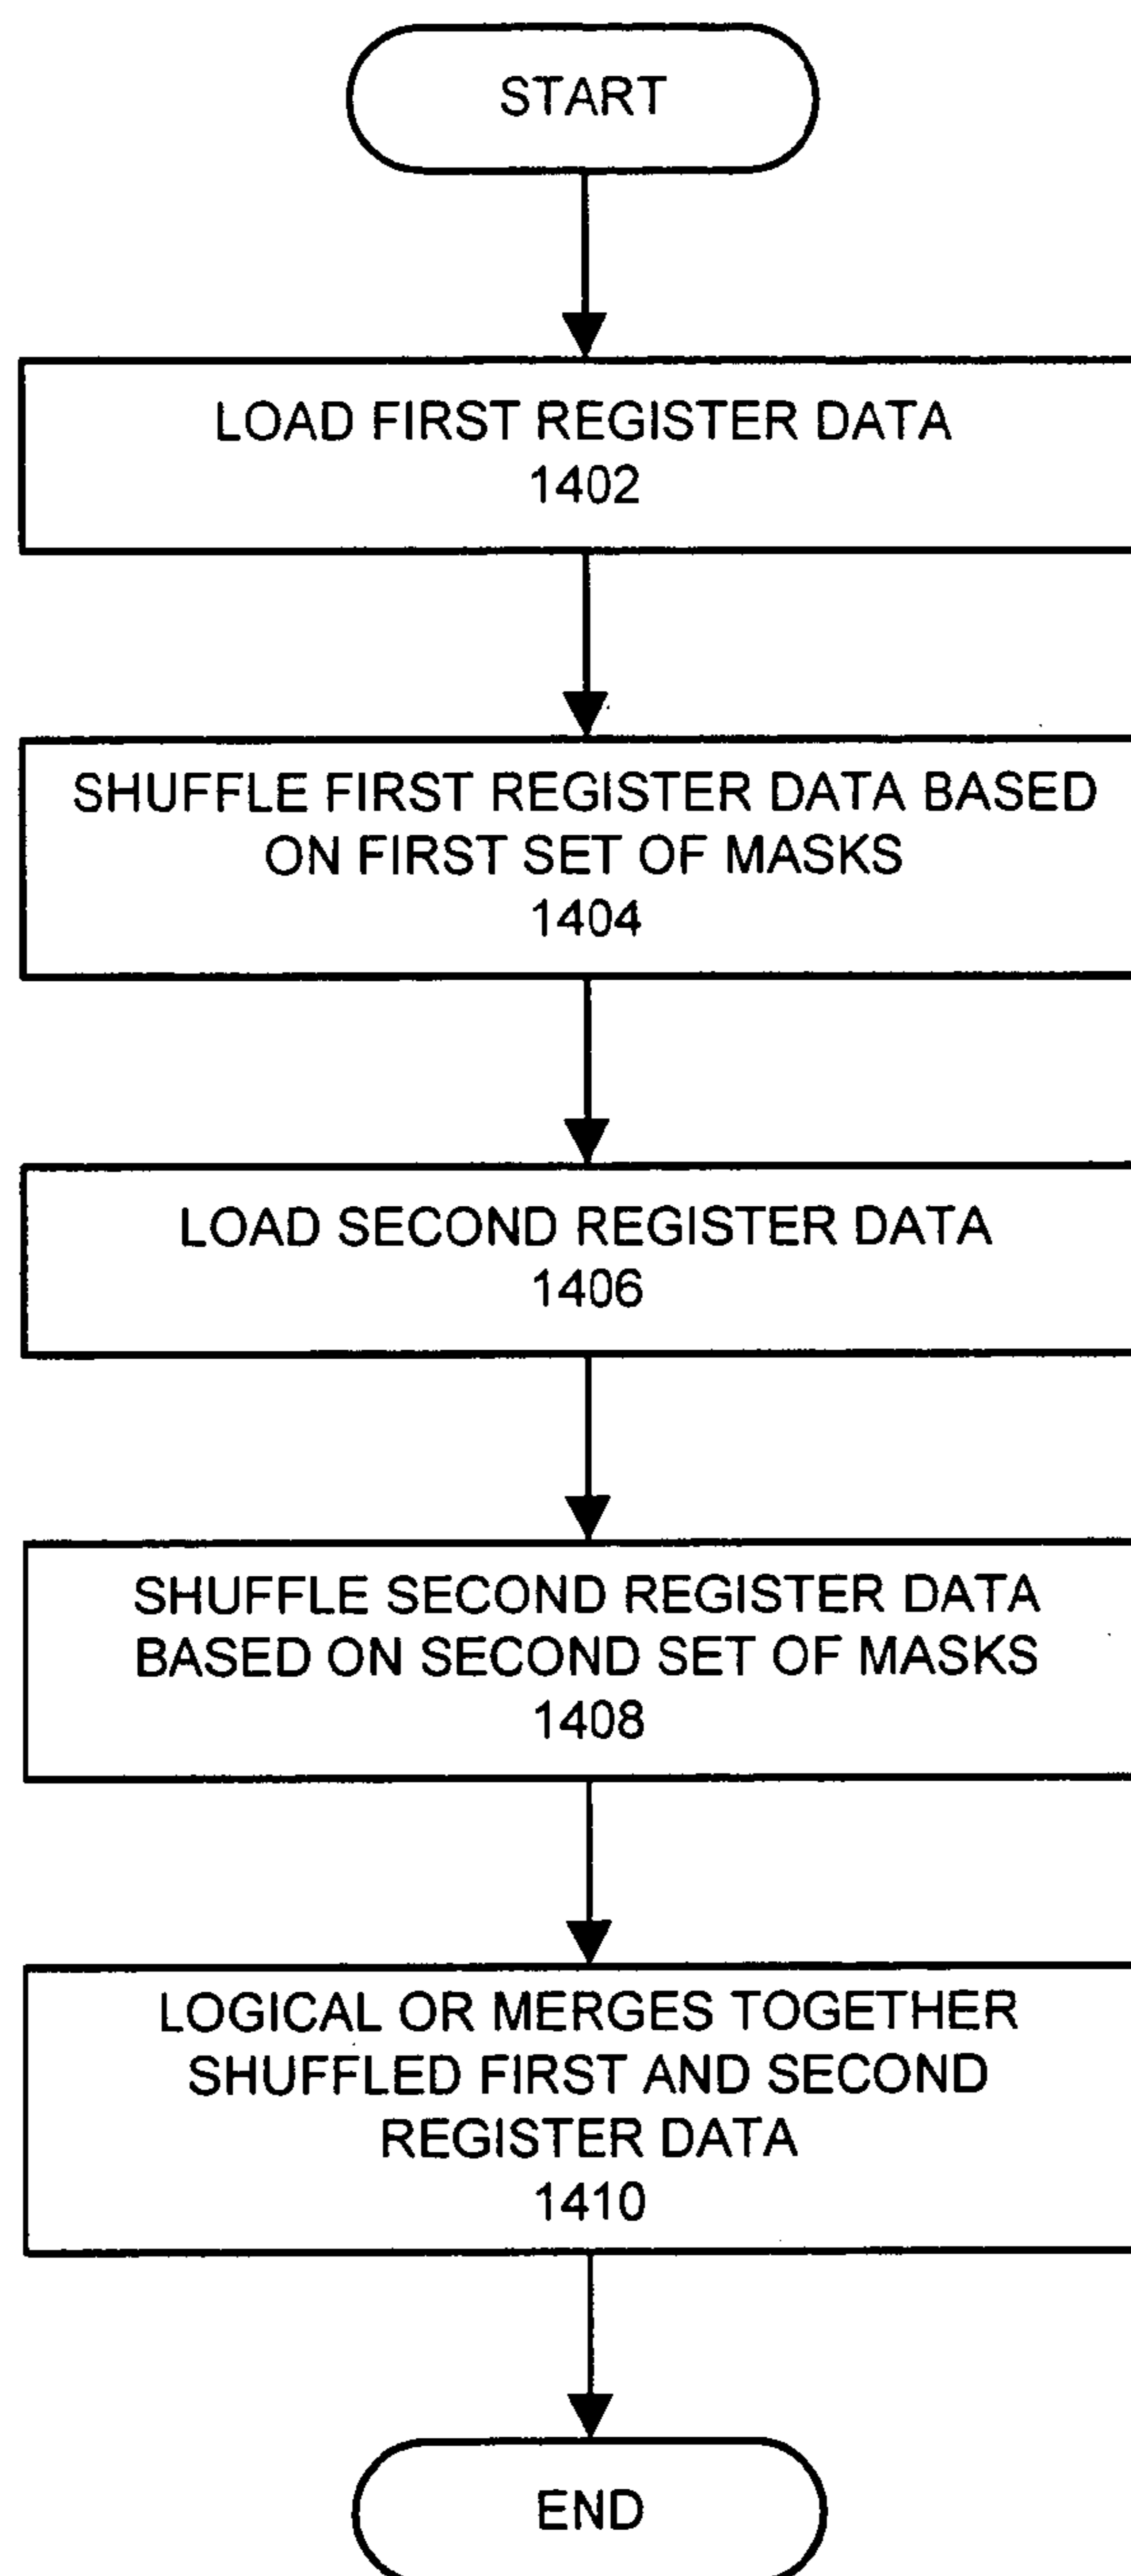 START
LOAD FIRST REGISTER DATA
1402
SHUFFLE FIRST REGISTER DATA BASED
ON FIRST SET OF MASKS
1404
LOAD SECOND REGISTER DATA
1406
SHUFFLE SECOND REGISTER DATA
BASED ON SECOND SET OF MASKS
1408
LOGICAL OR MERGES TOGETHER
SHUFFLED FIRST AND SECOND
REGISTER DATA
1410
END